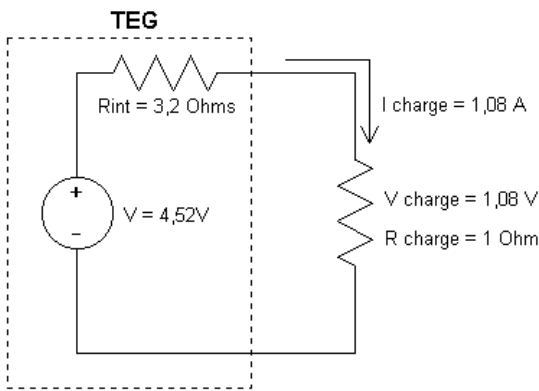 TEG
Rint = 3,2 Ohms
I charge = 1,08 A
+
V = 4,52V
-
V charge = 1,08 V
R charge = 1 Ohm